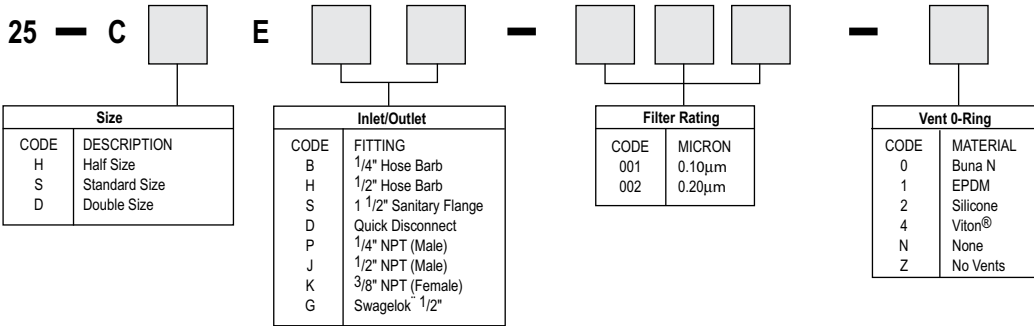 25 — C E — —
Size
CODE DESCRIPTION
H Half Size
S Standard Size
D Double Size
Inlet/Outlet
CODE FITTING
B 1/4" Hose Barb
H 1/2" Hose Barb
S 1 1/2" Sanitary Flange
D Quick Disconnect
P 1/4" NPT (Male)
J 1/2" NPT (Male)
K 3/8" NPT (Female)
G Swagelok¨ 1/2"
Filter Rating
CODE MICRON
001 0.10µm
002 0.20µm
Vent 0-Ring
CODE MATERIAL
0 Buna N
1 EPDM
2 Silicone
4 Viton®
N None
Z No Vents